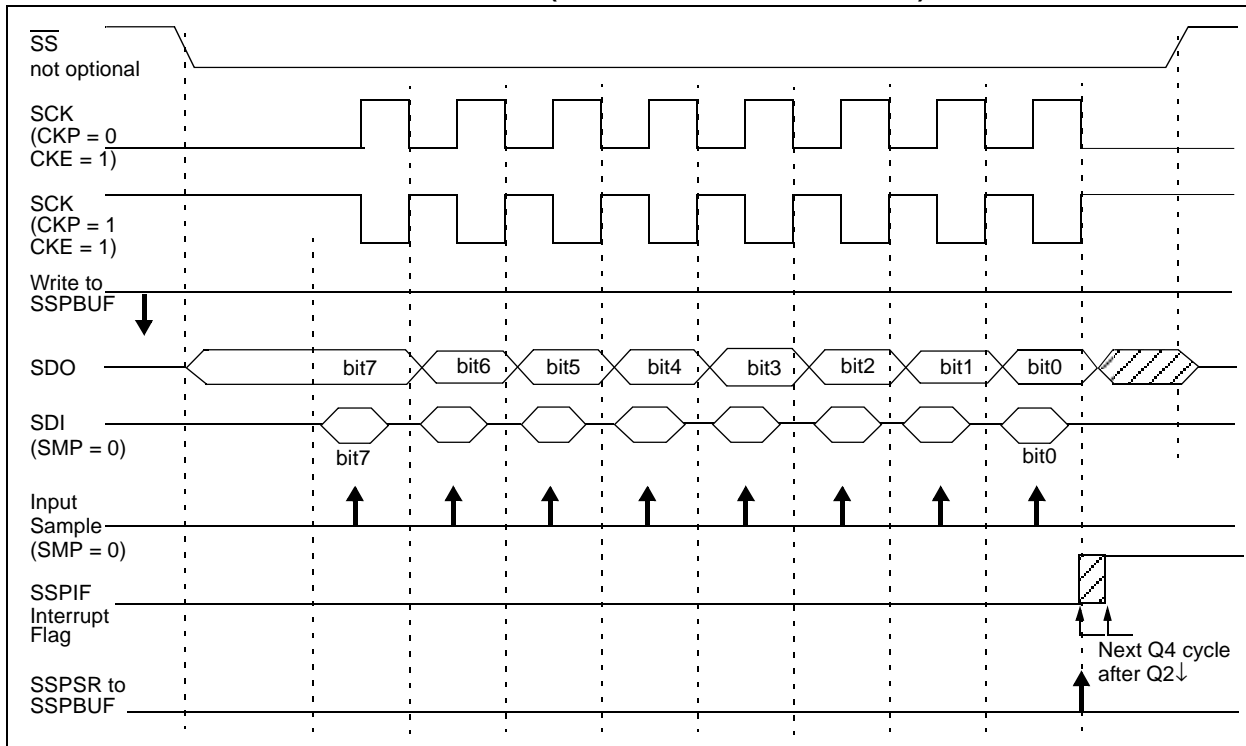 SS
not optional
SCK
(CKP = 0
CKE = 1)
SCK
(CKP = 1
CKE = 1)
Write to
SSPBUF
SDO
bit7 bit6 bit5 bit4 bit3 bit2 bit1 bit0
SDI
(SMP = 0)
bit7 bit0
Input
Sample
(SMP = 0)
SSPIF
Interrupt
Flag
Next Q4 cycle
after Q2↓
SSPSR to
SSPBUF